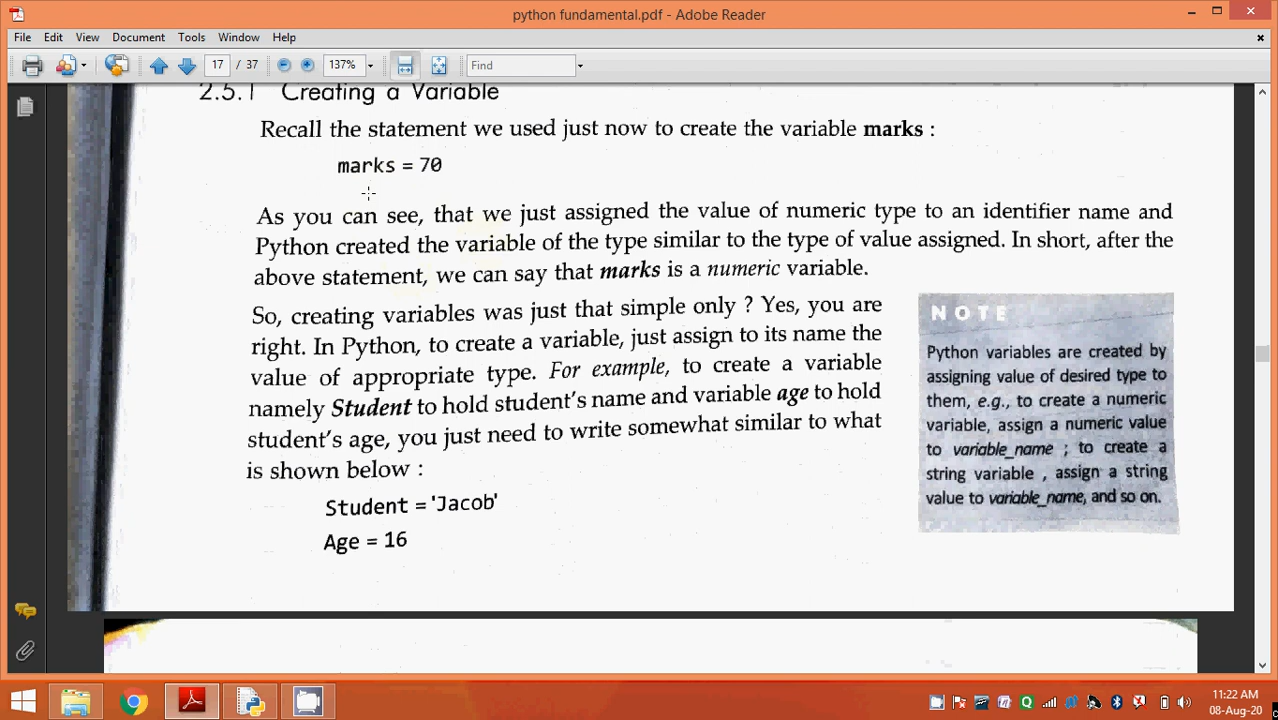 python fundamental.pdf - Adobe Reader
File Edit View Document Tools Window Help
17 / 37 137% Find
2.5.1 Creating a Variable
Recall the statement we used just now to create the variable marks :
marks = 70
As you can see, that we just assigned the value of numeric type to an identifier name and
Python created the variable of the type similar to the type of value assigned. In short, after the
above statement, we can say that marks is a numeric variable.
So, creating variables was just that simple only ? Yes, you are
right. In Python, to create a variable, just assign to its name the
value of appropriate type. For example, to create a variable
namely Student to hold student's name and variable age to hold
student's age, you just need to write somewhat similar to what
is shown below :
Student = 'Jacob'
Age = 16
NOTE
Python variables are created by
assigning value of desired type to
them, e.g., to create a numeric
variable, assign a numeric value
to variable_name ; to create a
string variable , assign a string
value to variable_name, and so on.
11:22 AM
08-Aug-20